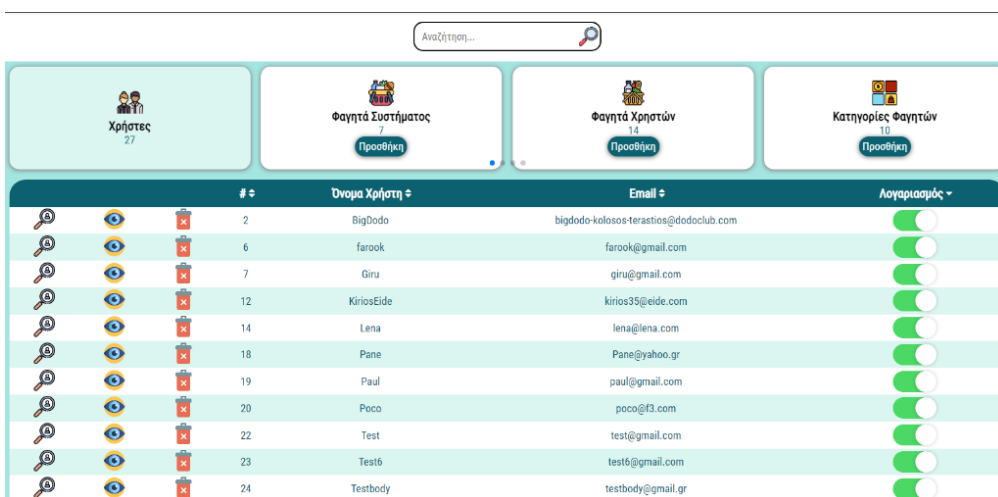 Αναζήτηση...
Χρήστες
27
Φαγητά Συστήματος
7
Προσθήκη
Φαγητά Χρηστών
14
Προσθήκη
Κατηγορίες Φαγητών
10
Προσθήκη
# Όνομα Χρήστη Email Λογαριασμός
2 BigDodo bigdodo-kolosos-terastios@dodoclub.com
6 farook farook@gmail.com
7 Giru giru@gmail.com
12 KiriosEide kirios35@eide.com
14 Lena lena@lena.com
18 Pane Pane@yahoo.gr
19 Paul paul@gmail.com
20 Poco poco@f3.com
22 Test test@gmail.com
23 Test6 test6@gmail.com
24 Testbody testbody@gmail.gr